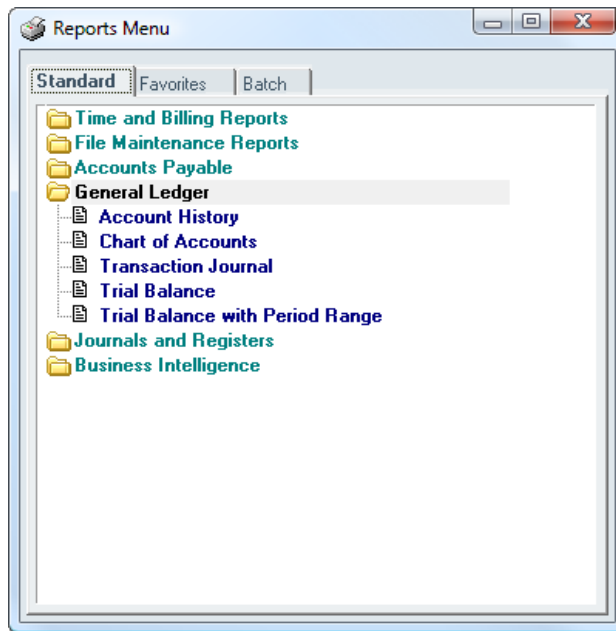 Reports Menu
Standard Favorites Batch
Time and Billing Reports
File Maintenance Reports
Accounts Payable
General Ledger
Account History
Chart of Accounts
Transaction Journal
Trial Balance
Trial Balance with Period Range
Journals and Registers
Business Intelligence